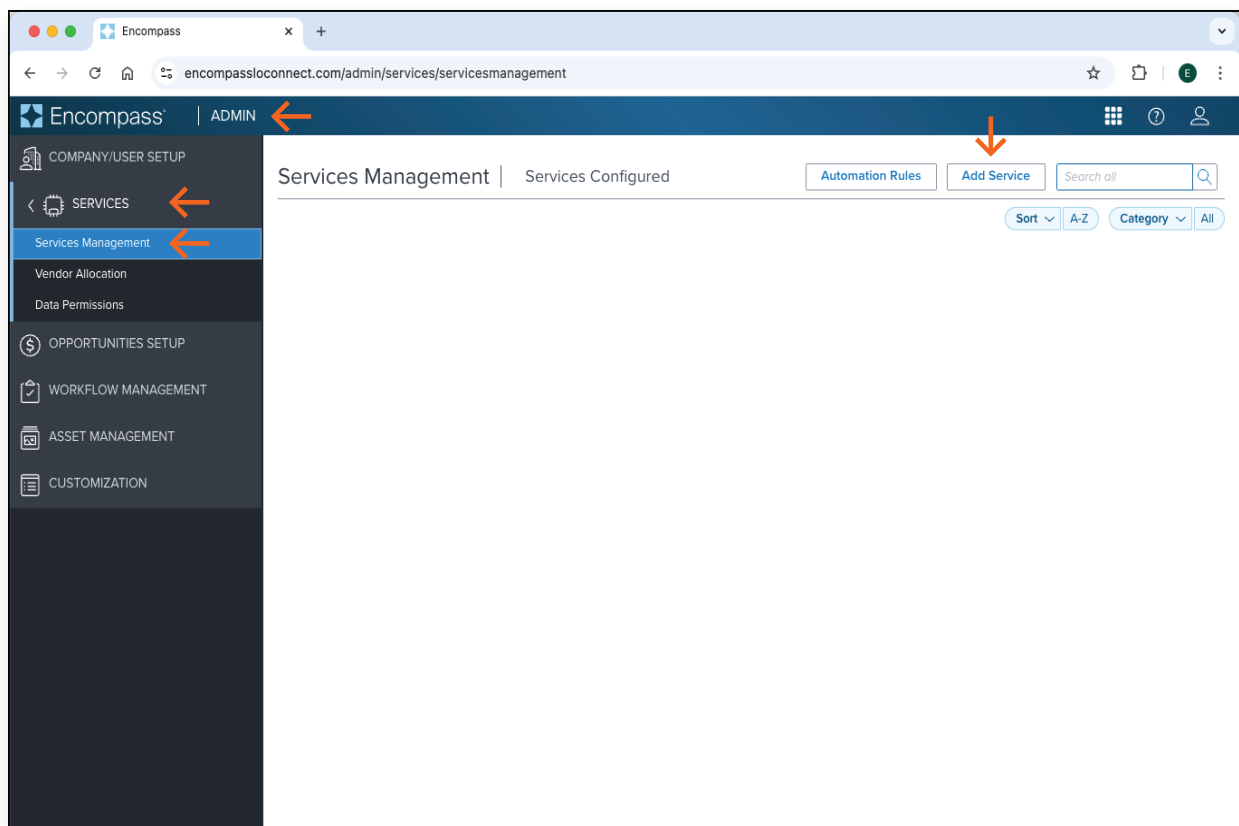 Encompass
encompassloconnect.com/admin/services/servicesmanagement
E
Encompass ADMIN
COMPANY/USER SETUP
SERVICES
Services Management
Vendor Allocation
Data Permissions
OPPORTUNITIES SETUP
WORKFLOW MANAGEMENT
ASSET MANAGEMENT
CUSTOMIZATION
Services Management | Services Configured
Automation Rules
Add Service
Search all
Sort A-Z
Category All